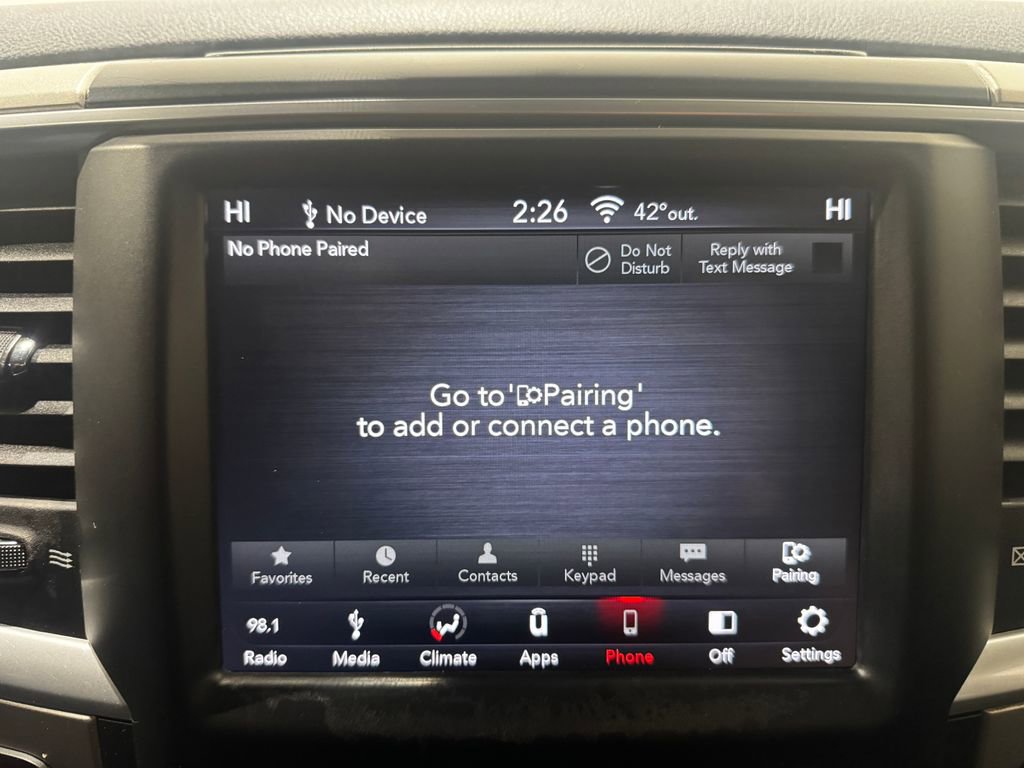 HI No Device 2:26 42°out. HI
No Phone Paired
Do Not
Disturb
Reply with
Text Message
Go to 'Pairing'
to add or connect a phone.
Favorites Recent Contacts Keypad Messages Pairing
98.1
Radio Media Climate Apps Phone Off Settings